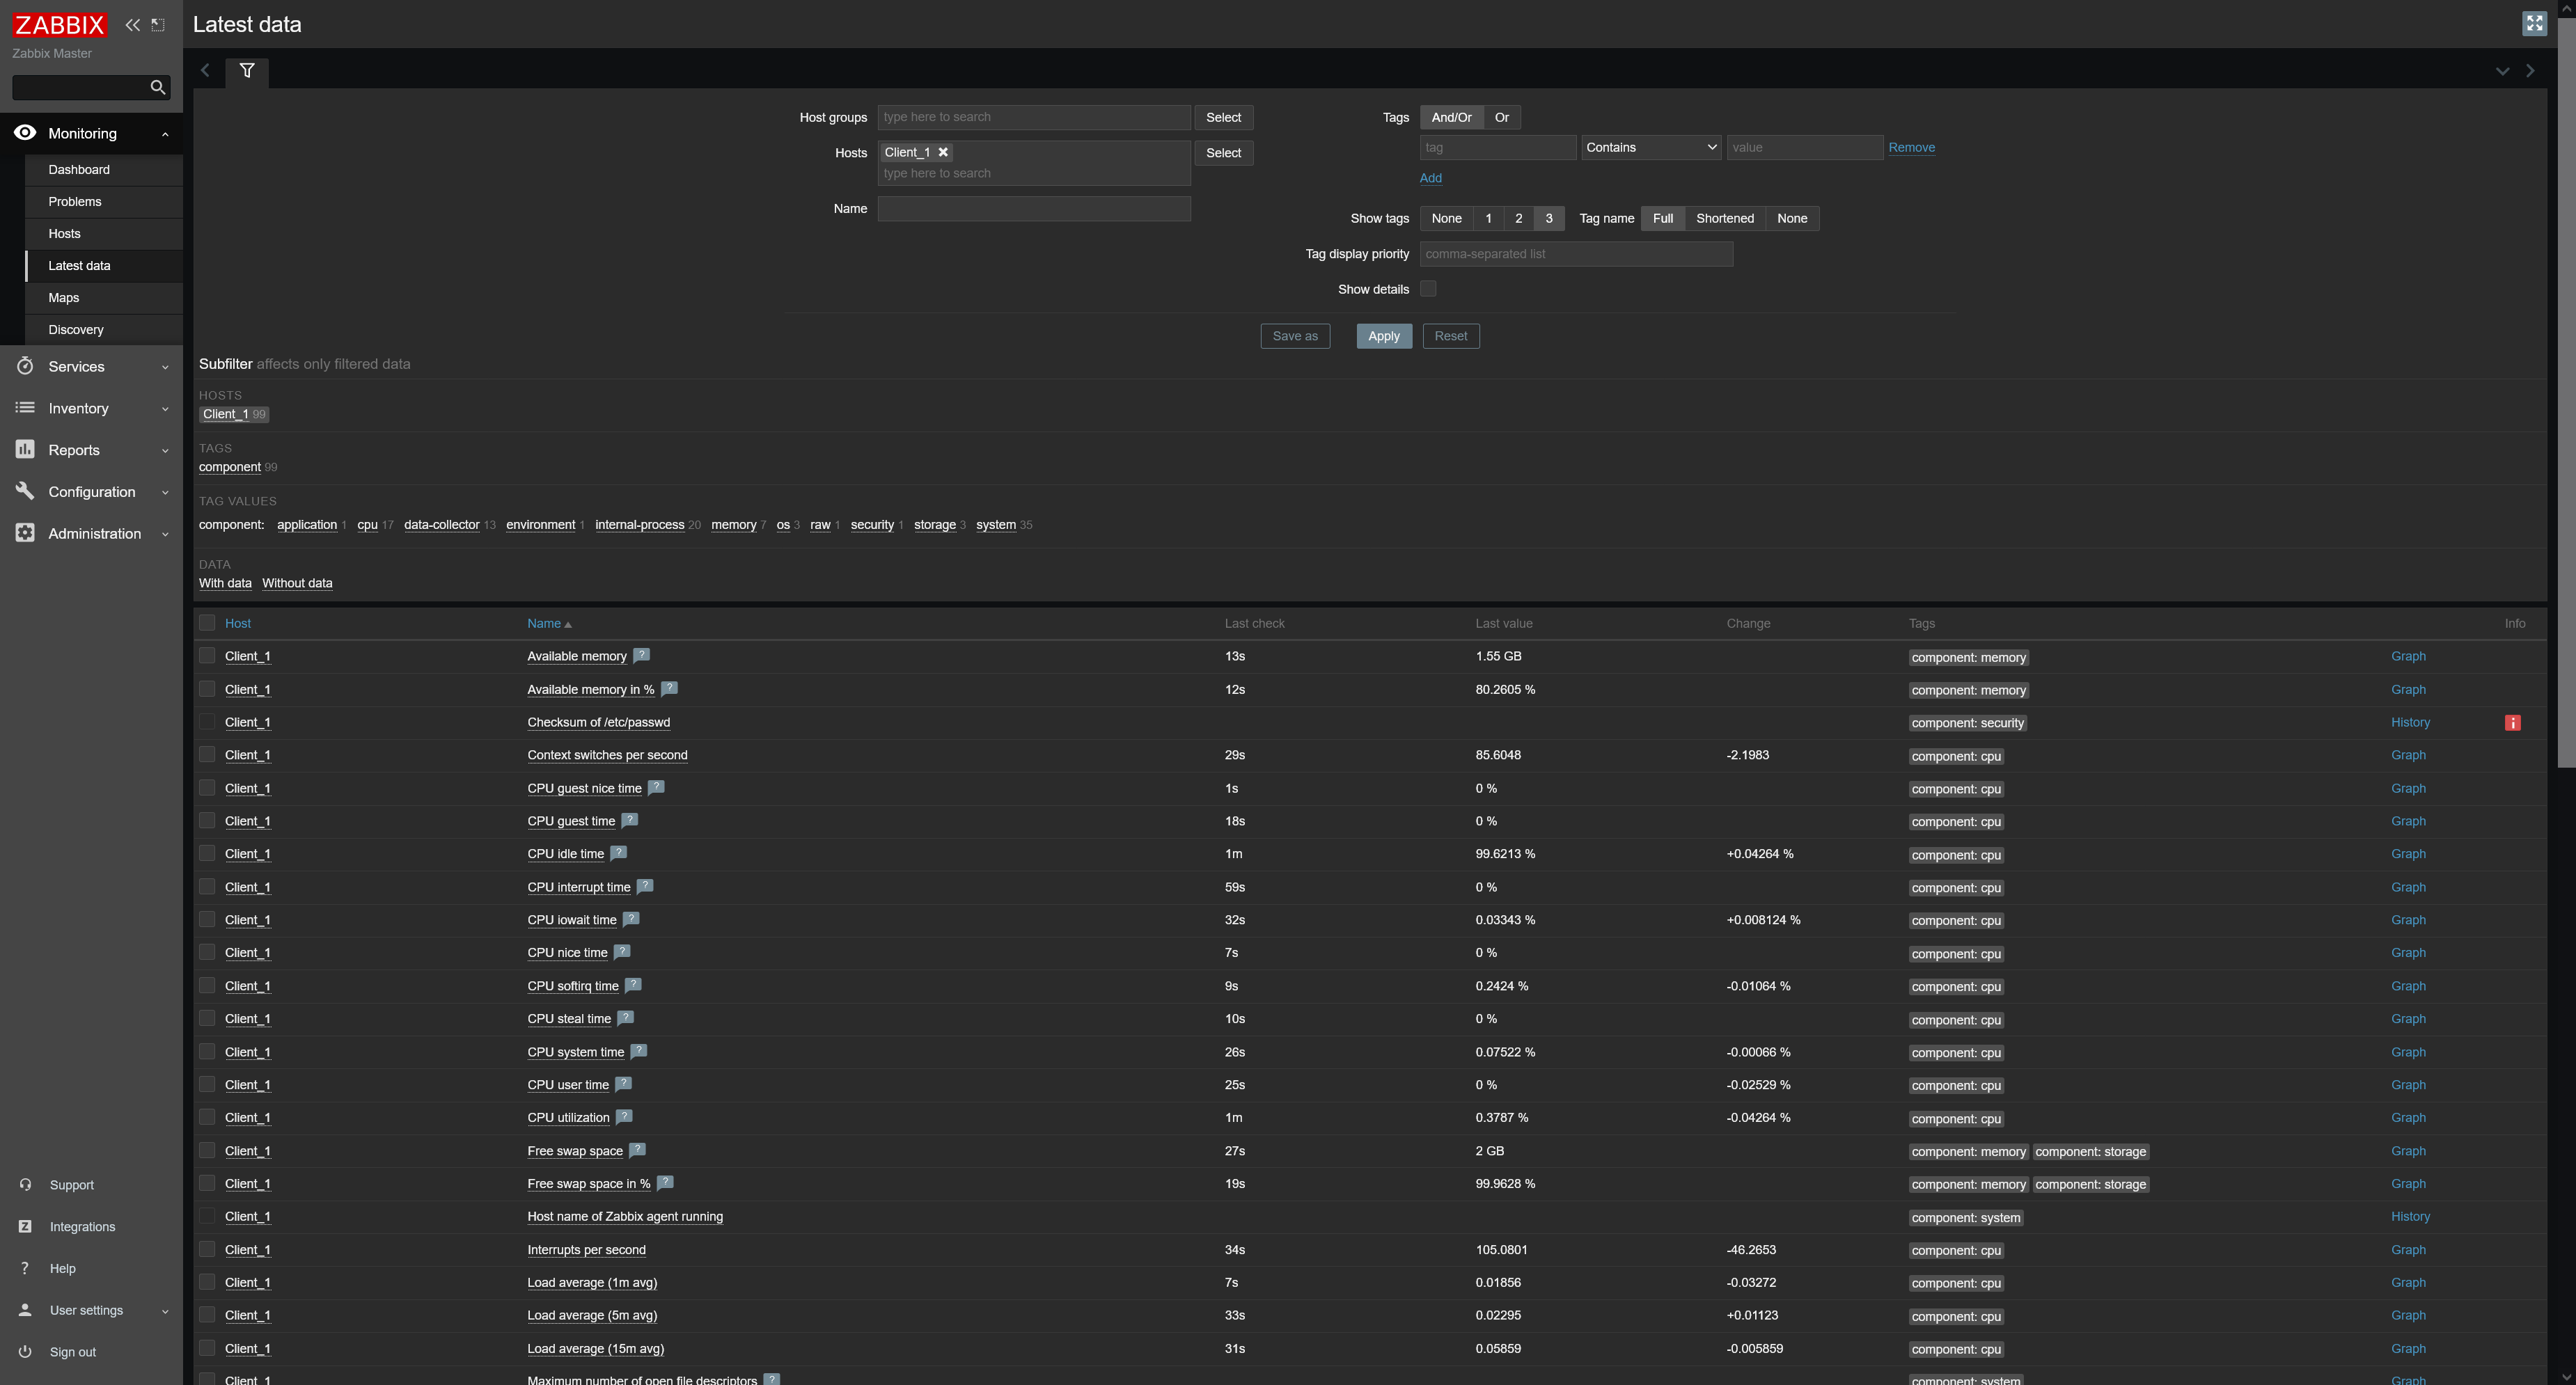 ZABBIX
Latest data
Zabbix Master
Monitoring
Dashboard
Problems
Hosts
Latest data
Maps
Discovery
Services
Inventory
Reports
Configuration
Administration
Support
Integrations
Help
User settings
Sign out
Host groups type here to search Select
Hosts Client_1 Select
type here to search
Name
Tags And/Or Or
tag Contains value Remove
Add
Show tags None 1 2 3 Tag name Full Shortened None
Tag display priority comma-separated list
Show details
Save as Apply Reset
Subfilter affects only filtered data
HOSTS
Client_1 99
TAGS
component 99
TAG VALUES
component: application 1 cpu 17 data-collector 13 environment 1 internal-process 20 memory 7 os 3 raw 1 security 1 storage 3 system 35
DATA
With data Without data
Host Name Last check Last value Change Tags Info
Client_1 Available memory ? 13s 1.55 GB component: memory Graph
Client_1 Available memory in % ? 12s 80.2605 % component: memory Graph
Client_1 Checksum of /etc/passwd component: security History i
Client_1 Context switches per second 29s 85.6048 -2.1983 component: cpu Graph
Client_1 CPU guest nice time ? 1s 0 % component: cpu Graph
Client_1 CPU guest time ? 18s 0 % component: cpu Graph
Client_1 CPU idle time ? 1m 99.6213 % +0.04264 % component: cpu Graph
Client_1 CPU interrupt time ? 59s 0 % component: cpu Graph
Client_1 CPU iowait time ? 32s 0.03343 % +0.008124 % component: cpu Graph
Client_1 CPU nice time ? 7s 0 % component: cpu Graph
Client_1 CPU softirq time ? 9s 0.2424 % -0.01064 % component: cpu Graph
Client_1 CPU steal time ? 10s 0 % component: cpu Graph
Client_1 CPU system time ? 26s 0.07522 % -0.00066 % component: cpu Graph
Client_1 CPU user time ? 25s 0 % -0.02529 % component: cpu Graph
Client_1 CPU utilization ? 1m 0.3787 % -0.04264 % component: cpu Graph
Client_1 Free swap space ? 27s 2 GB component: memory component: storage Graph
Client_1 Free swap space in % ? 19s 99.9628 % component: memory component: storage Graph
Client_1 Host name of Zabbix agent running component: system History
Client_1 Interrupts per second 34s 105.0801 -46.2653 component: cpu Graph
Client_1 Load average (1m avg) 7s 0.01856 -0.03272 component: cpu Graph
Client_1 Load average (5m avg) 33s 0.02295 +0.01123 component: cpu Graph
Client_1 Load average (15m avg) 31s 0.05859 -0.005859 component: cpu Graph
Client_1 Maximum number of open file descriptors ? component: system Graph